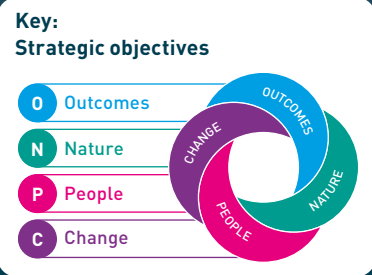 Key:
Strategic objectives
O Outcomes
N Nature
P People
C Change
OUTCOMES
CHANGE
NATURE
PEOPLE